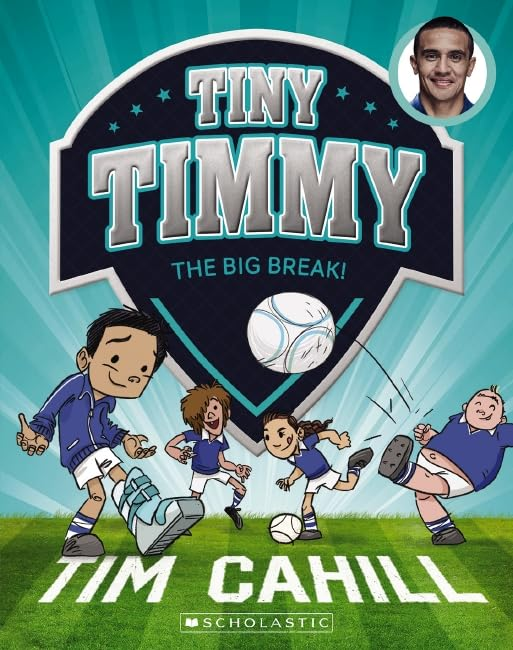 TINY
TIMMY
THE BIG BREAK!
TIM CAHILL
SCHOLASTIC